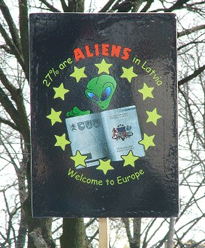 27% are ALIENS in Latvia
Welcome to Europe